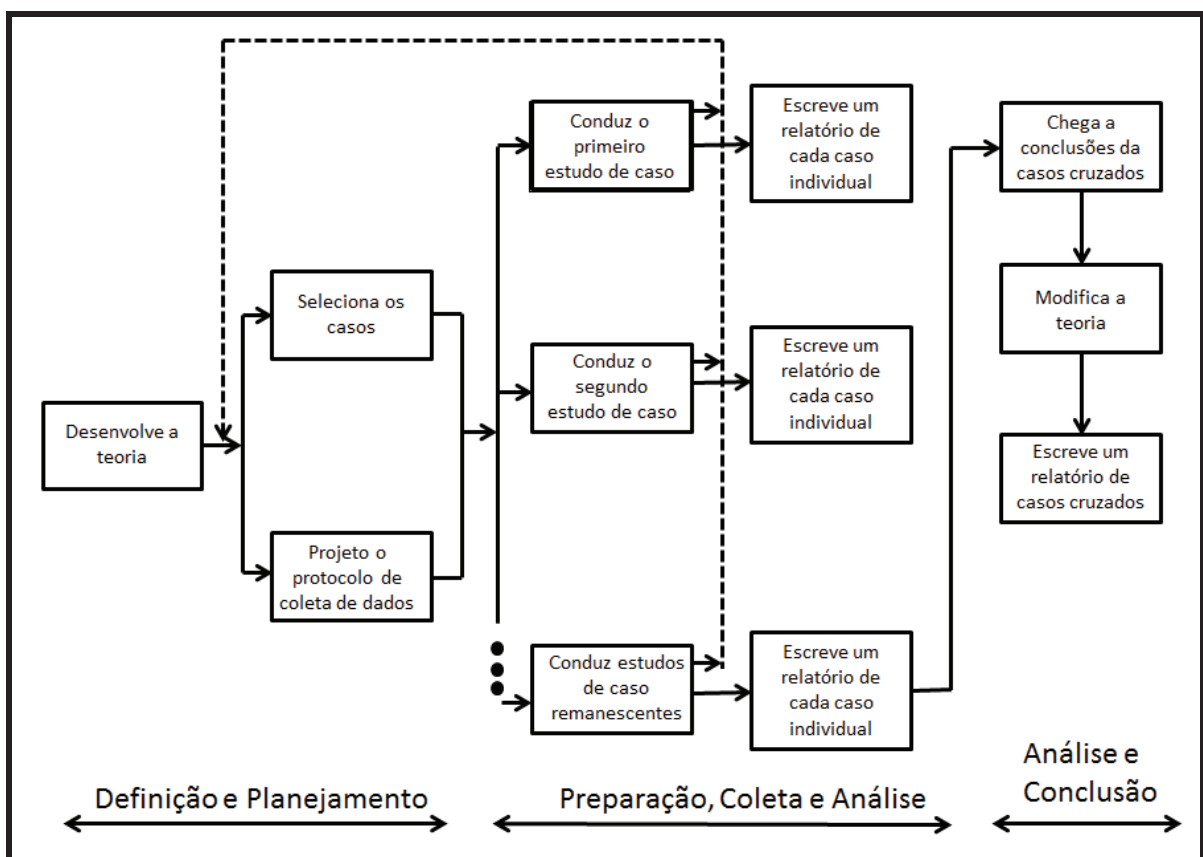 Desenvolve a
teoria
Seleciona os
casos
Projeto o
protocolo de
coleta de dados
Conduz o
primeiro
estudo de caso
Escreve um
relatório de
cada caso
individual
Conduz o
segundo
estudo de caso
Escreve um
relatório de
cada caso
individual
Conduz estudos
de caso
remanescentes
Escreve um
relatório de
cada caso
individual
Chega a
conclusões da
casos cruzados
Modifica a
teoria
Escreve um
relatório de
casos cruzados
Definição e Planejamento
Preparação, Coleta e Análise
Análise e
Conclusão